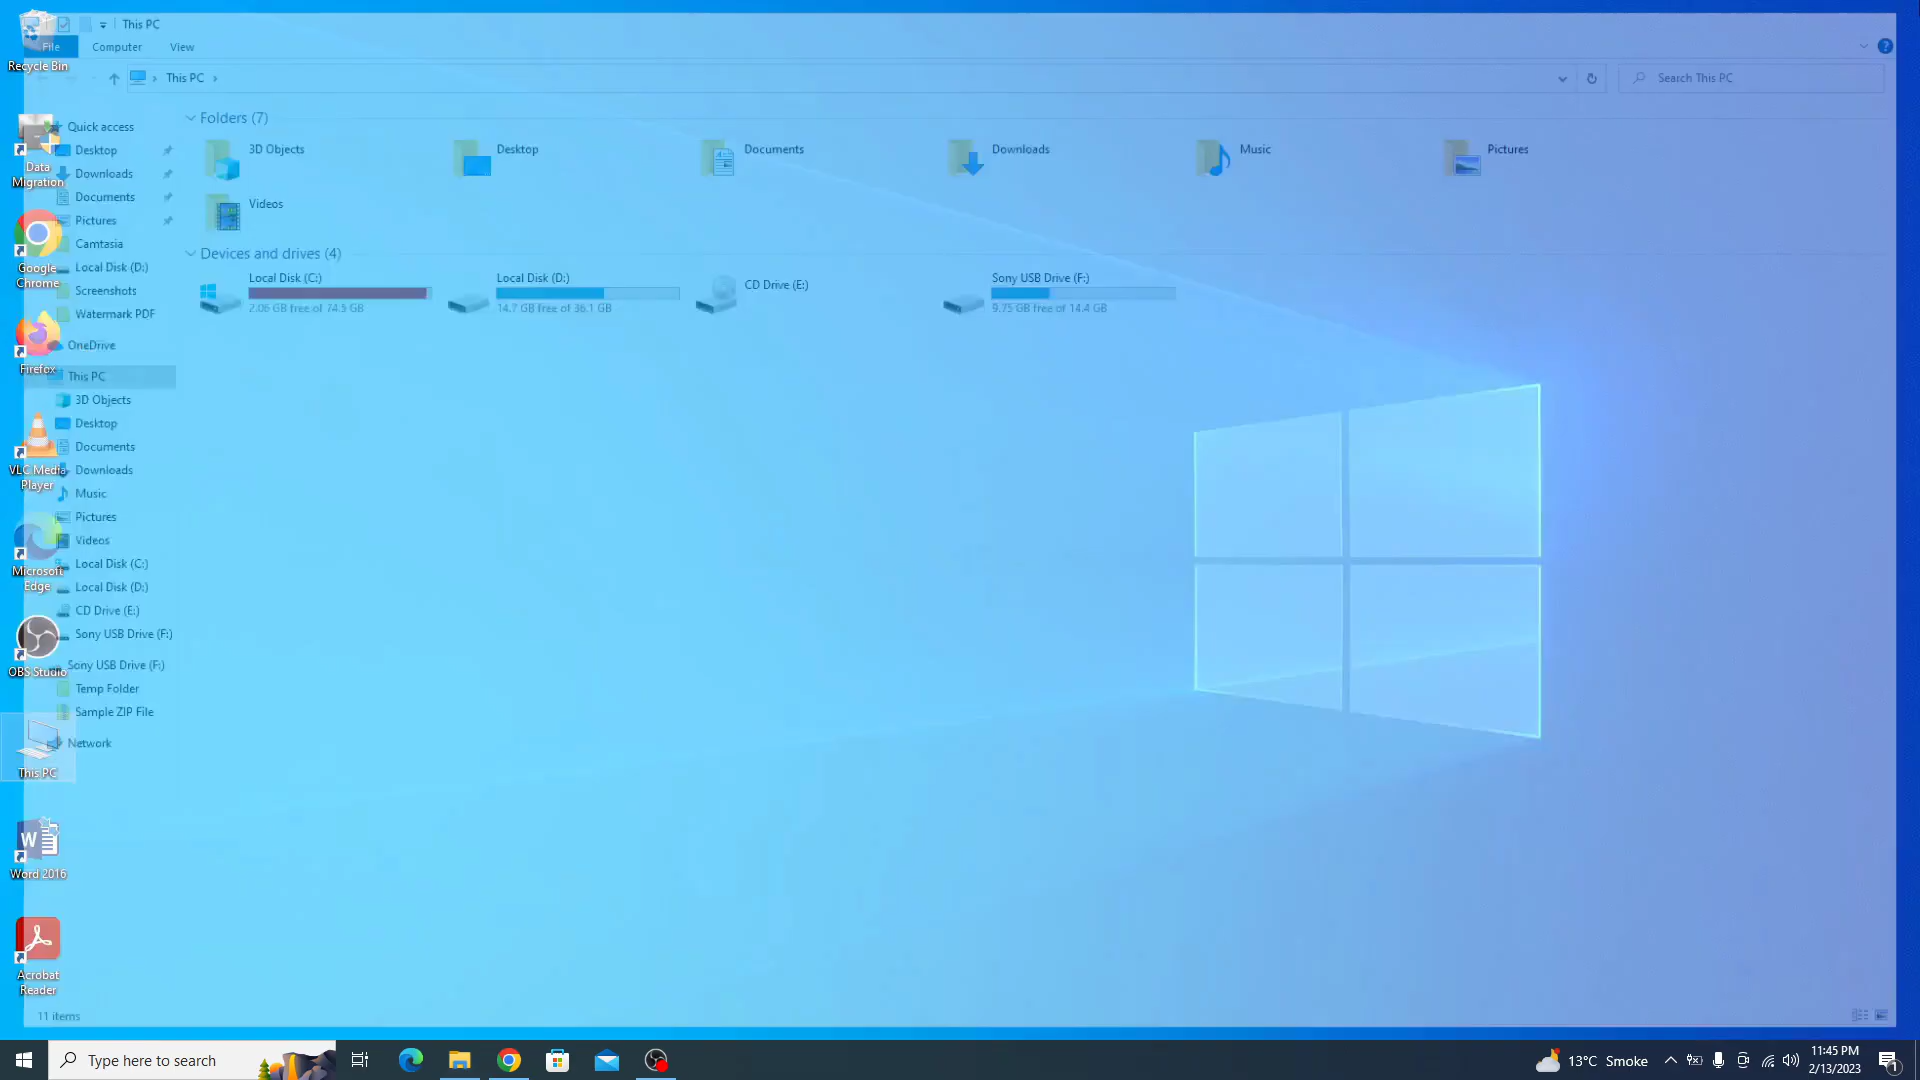 This PC
File
Computer
View
This PC
Search This PC
Recycle Bin
Data
Migration
Google
Chrome
Firefox
VLC Media
Player
Microsoft
Edge
OBS Studio
This PC
Word 2016
Acrobat
Reader
Quick access
Desktop
Downloads
Documents
Pictures
Camtasia
Local Disk (D:)
Screenshots
Watermark PDF
OneDrive
This PC
3D Objects
Desktop
Documents
Downloads
Music
Pictures
Videos
Local Disk (C:)
Local Disk (D:)
CD Drive (E:)
Sony USB Drive (F:)
Sony USB Drive (F:)
Temp Folder
Sample ZIP File
Network
Folders (7)
3D Objects
Desktop
Documents
Downloads
Music
Pictures
Videos
Devices and drives (4)
Local Disk (C:)
2.06 GB free of 74.5 GB
Local Disk (D:)
14.7 GB free of 36.1 GB
CD Drive (E:)
Sony USB Drive (F:)
9.75 GB free of 14.4 GB
11 items
Type here to search
13°C Smoke
11:45 PM
2/13/2023
1